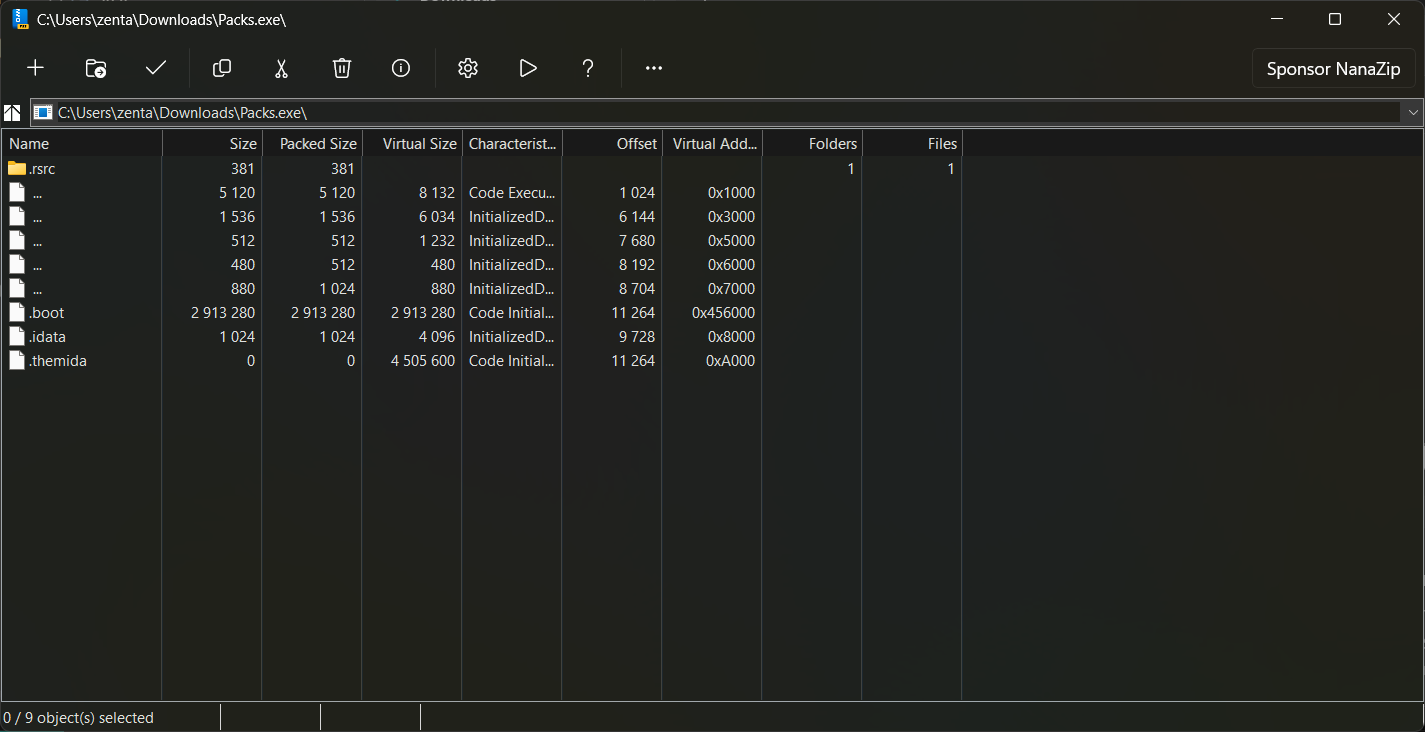 C:\Users\zenta\Downloads\Packs.exe\
Sponsor NanaZip
C:\Users\zenta\Downloads\Packs.exe\
Name Size Packed Size Virtual Size Characterist... Offset Virtual Add... Folders Files
.rsrc 381 381 1 1
... 5 120 5 120 8 132 Code Execu... 1 024 0x1000
... 1 536 1 536 6 034 InitializedD... 6 144 0x3000
... 512 512 1 232 InitializedD... 7 680 0x5000
... 480 512 480 InitializedD... 8 192 0x6000
... 880 1 024 880 InitializedD... 8 704 0x7000
.boot 2 913 280 2 913 280 2 913 280 Code Initial... 11 264 0x456000
.idata 1 024 1 024 4 096 InitializedD... 9 728 0x8000
.themida 0 0 4 505 600 Code Initial... 11 264 0xA000
0 / 9 object(s) selected